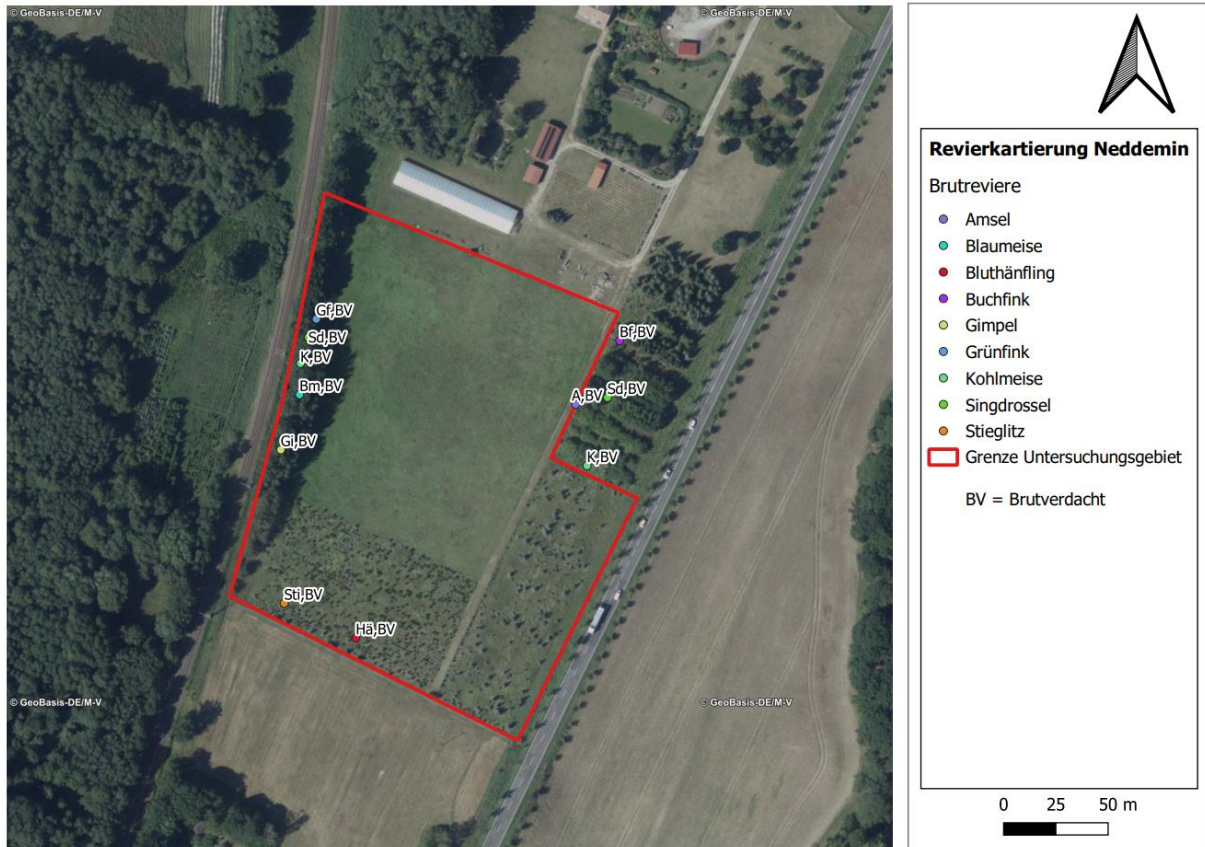 © GeoBasis-DE/M-V
© GeoBasis-DE/M-V
Gf,BV
Sd,BV
K,BV
Bm,BV
Gi,BV
Bf,BV
Sd,BV
A,BV
K,BV
Sti,BV
Hä,BV
© GeoBasis-DE/M-V
© GeoBasis-DE/M-V
Revierkartierung Neddemin
Brutreviere
Amsel
Blaumeise
Bluthänfling
Buchfink
Gimpel
Grünfink
Kohlmeise
Singdrossel
Stieglitz
Grenze Untersuchungsgebiet
BV = Brutverdacht
0 25 50 m